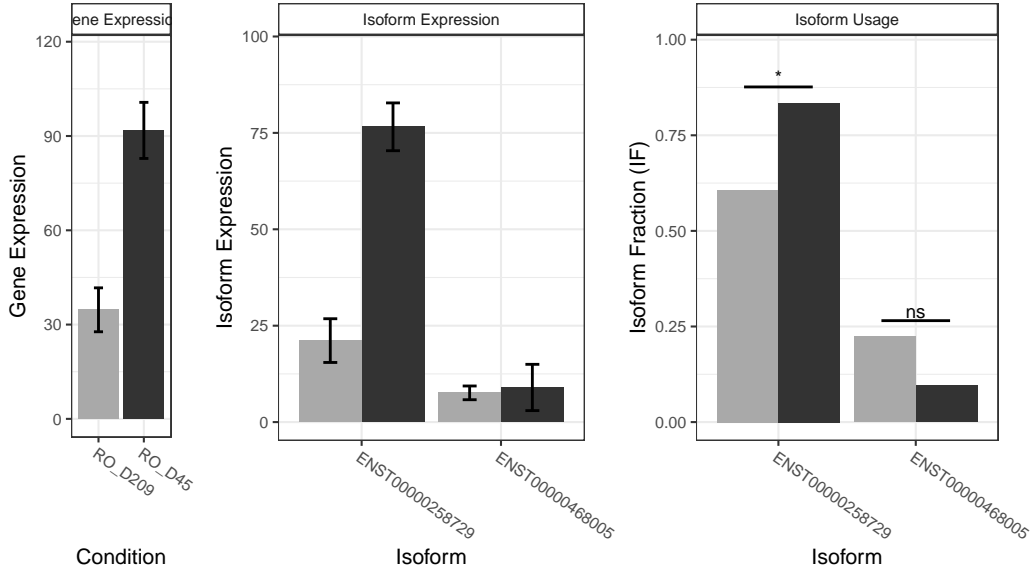 ene Expressio
Gene Expression
120
90
60
30
0
RO_D209
RO_D45
Condition
Isoform Expression
Isoform Expression
100
75
50
25
0
ENST00000258729
ENST00000468005
Isoform
Isoform Usage
Isoform Fraction (IF)
1.00
0.75
0.50
0.25
0.00
*
ns
ENST00000258729
ENST00000468005
Isoform